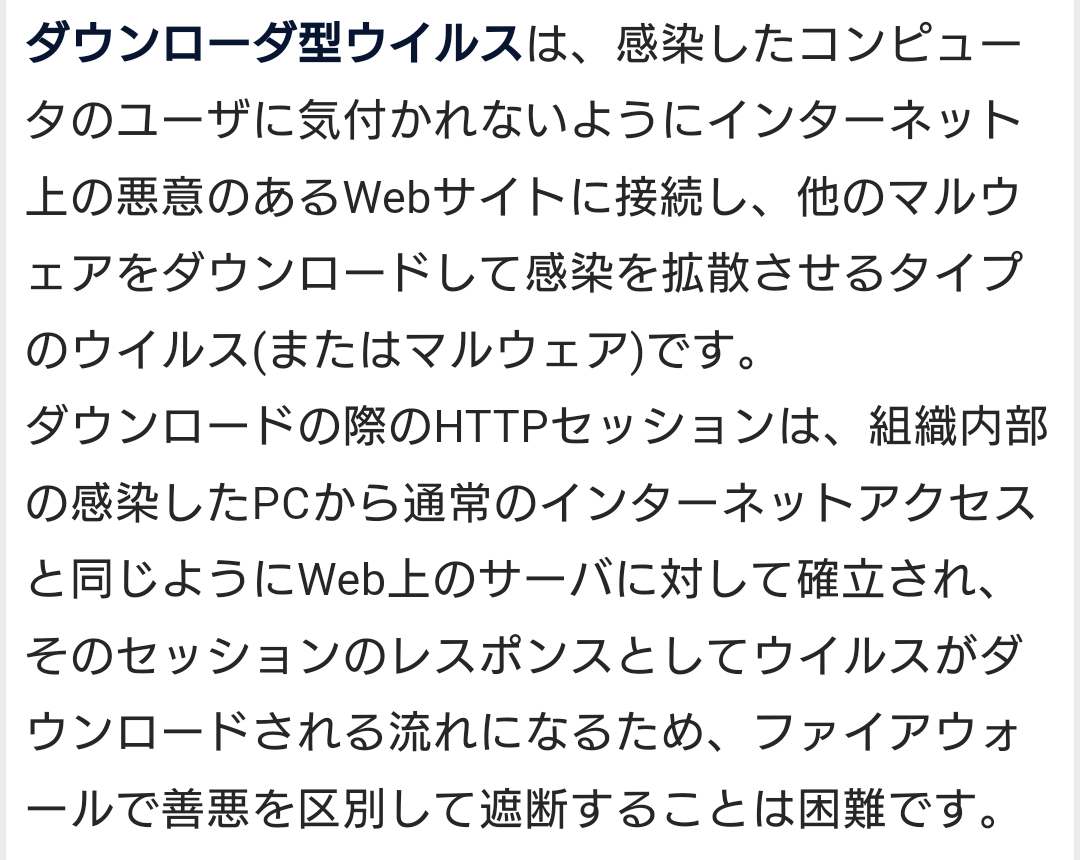 ダウンローダ型ウイルスは、感染したコンピュー
タのユーザに気付かれないようにインターネット
上の悪意のあるWebサイトに接続し、他のマルウ
ェアをダウンロードして感染を拡散させるタイプ
のウイルス(またはマルウェア)です。
ダウンロードの際のHTTPセッションは、組織内部
の感染したPCから通常のインターネットアクセス
と同じようにWeb上のサーバに対して確立され、
そのセッションのレスポンスとしてウイルスがダ
ウンロードされる流れになるため、ファイアウォ
ールで善悪を区別して遮断することは困難です。